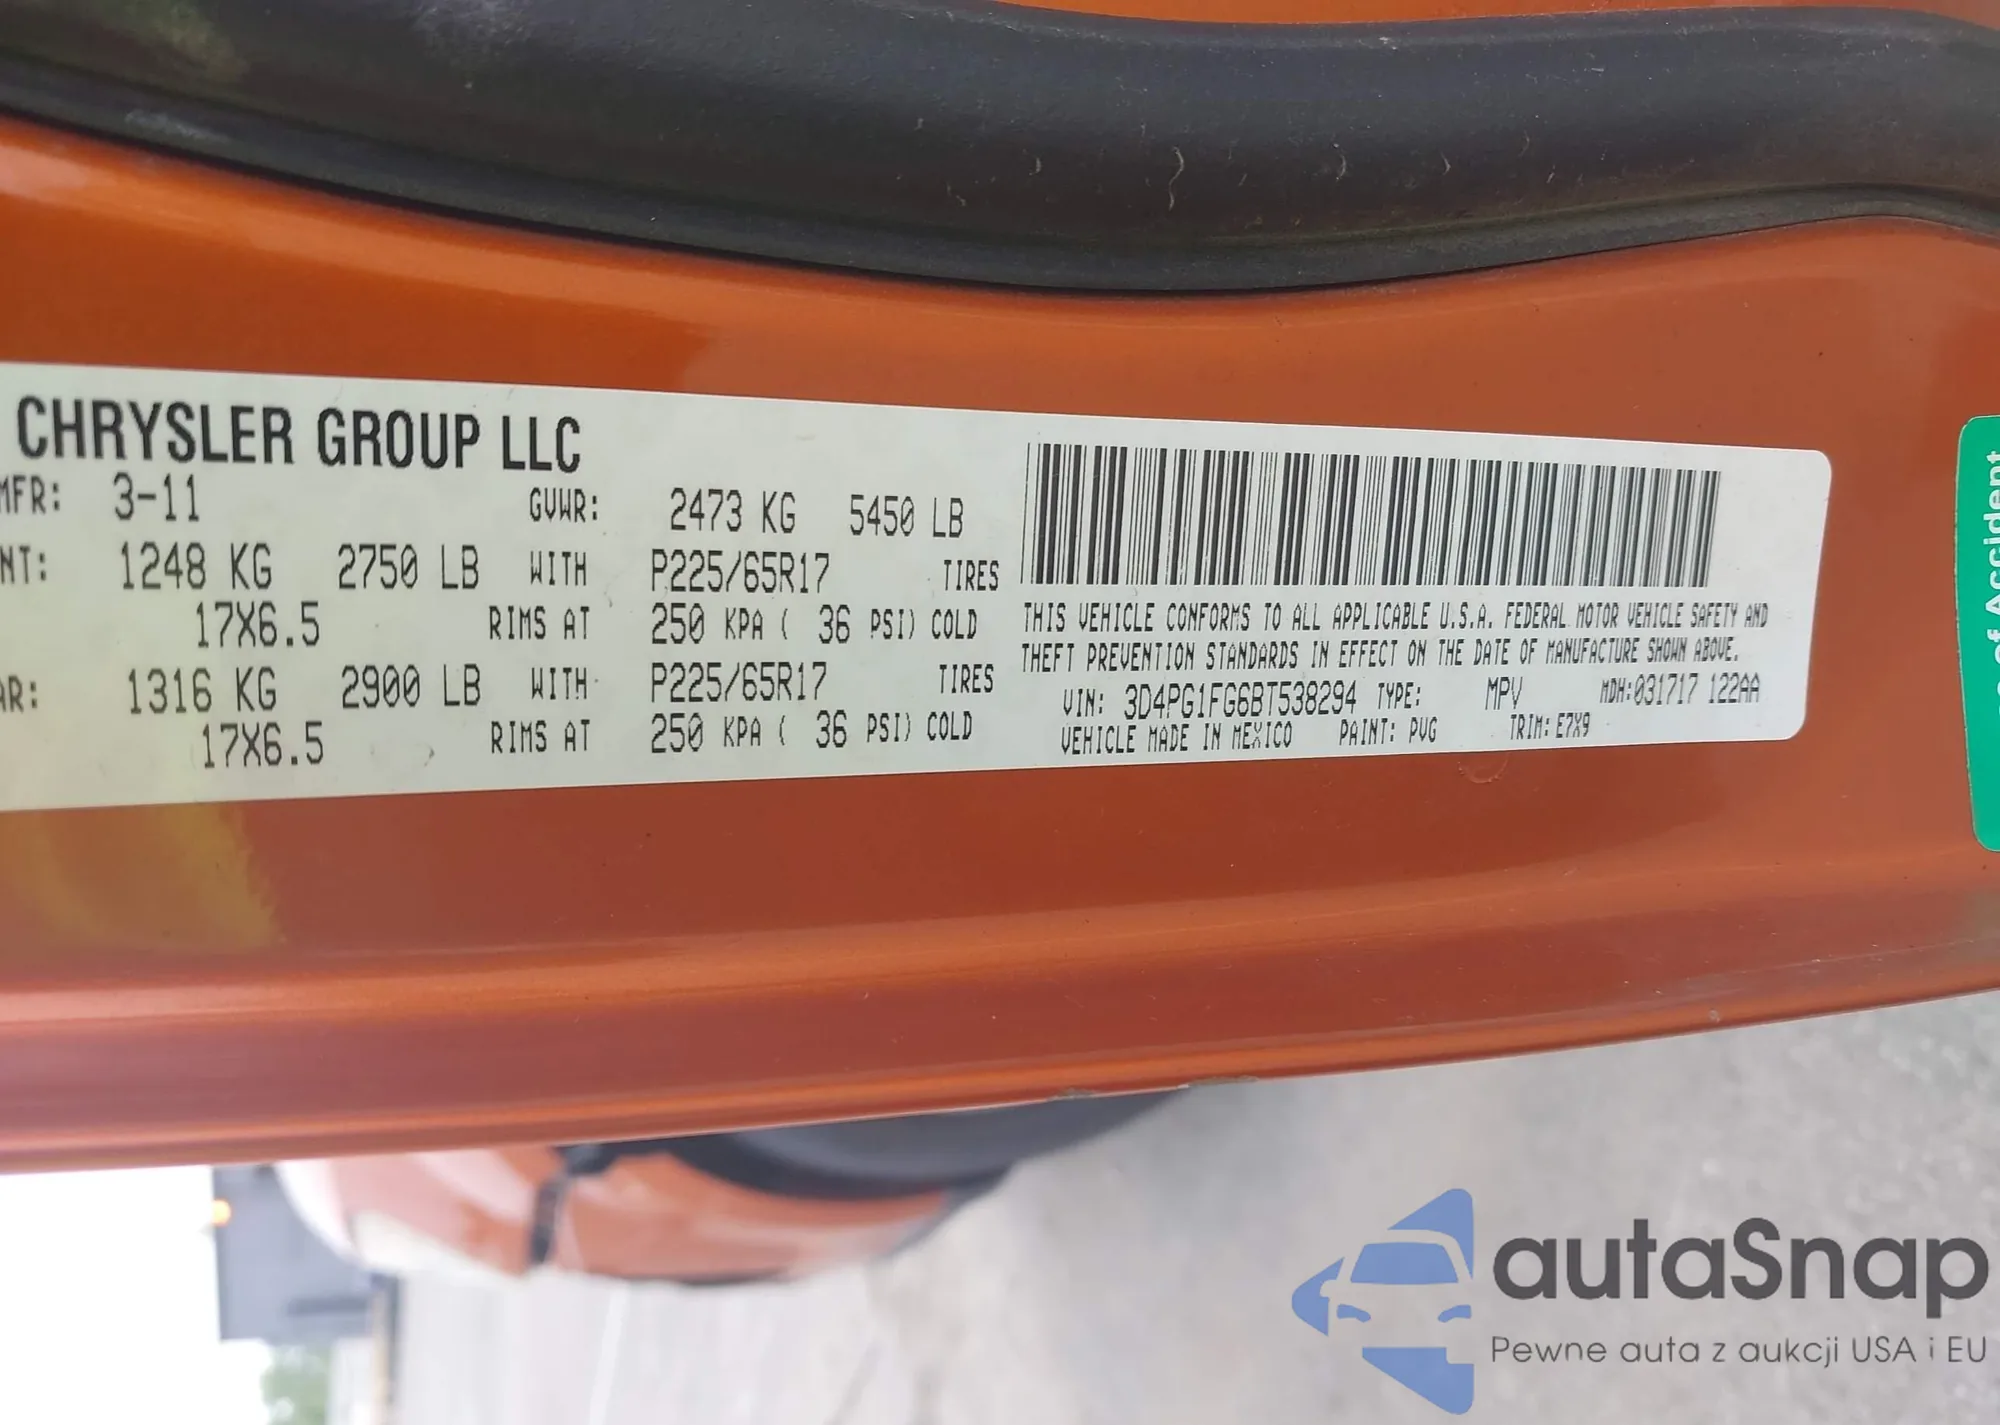 CHRYSLER GROUP LLC
MFR: 3-11 GVWR: 2473 KG 5450 LB
NT: 1248 KG 2750 LB WITH P225/65R17 TIRES
17X6.5 RIMS AT 250 KPA ( 36 PSI) COLD
AR: 1316 KG 2900 LB WITH P225/65R17 TIRES
17X6.5 RIMS AT 250 KPA ( 36 PSI) COLD
THIS VEHICLE CONFORMS TO ALL APPLICABLE U.S.A. FEDERAL MOTOR VEHICLE SAFETY AND
THEFT PREVENTION STANDARDS IN EFFECT ON THE DATE OF MANUFACTURE SHOWN ABOVE.
VIN: 3D4PG1FG6BT538294 TYPE: MPV MDH:031717 122AA
VEHICLE MADE IN MEXICO PAINT: PVG TRIM: E7X9
of Accident
autaSnap
Pewne auta z aukcji USA i EU